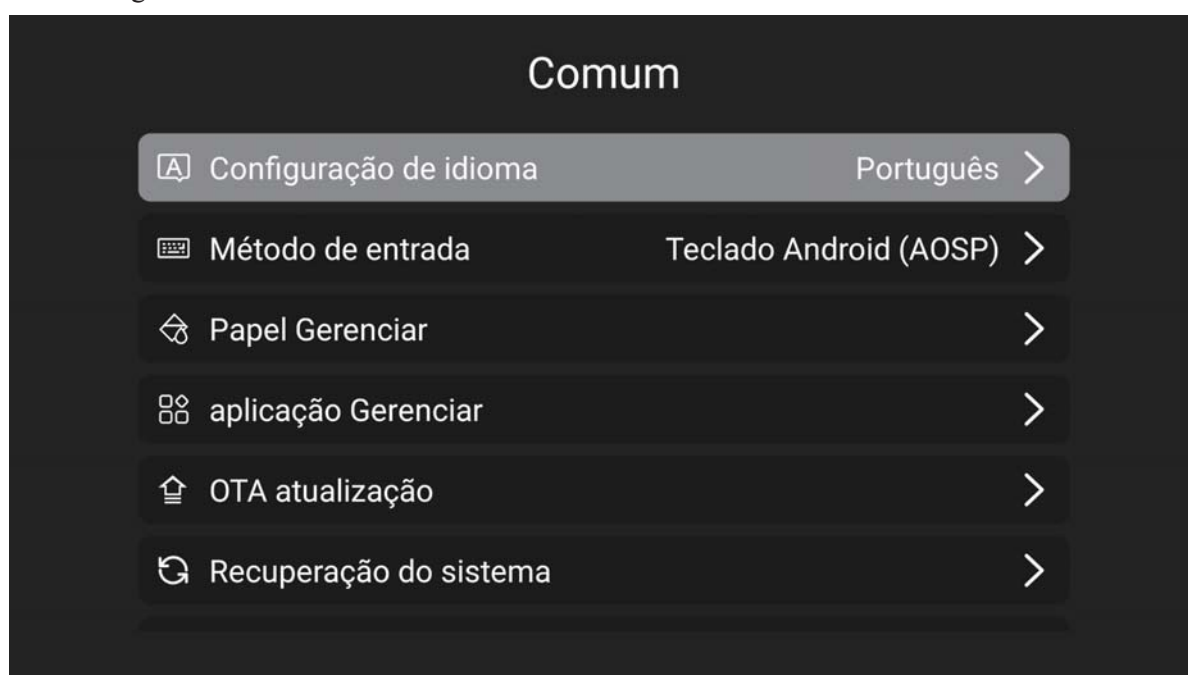 Comum
Configuração de idioma Português
Método de entrada Teclado Android (AOSP)
Papel Gerenciar
aplicação Gerenciar
OTA atualização
Recuperação do sistema